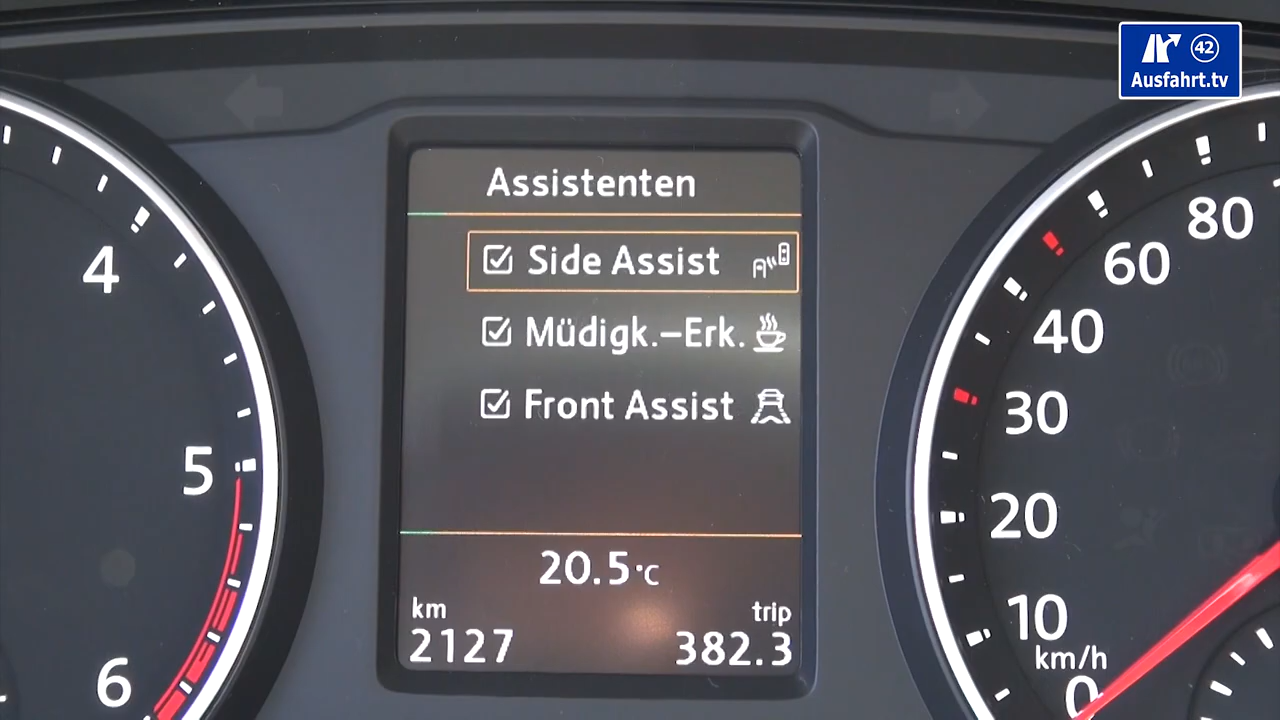 42
Ausfahrt.tv
Assistenten
Side Assist
Müdigk.-Erk.
Front Assist
20.5°C
km
trip
2127
382.3
4
5
6
80
60
40
30
20
10
km/h
0